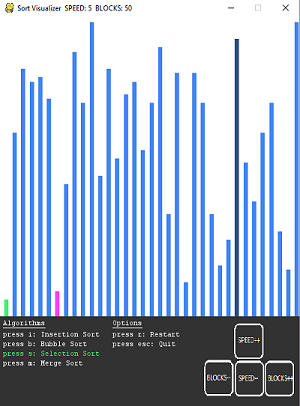 Sort Visualizer SPEED: 5 BLOCKS: 50
Algorithms
press i: Insertion Sort
press b: Bubble Sort
press s: Selection Sort
press m: Merge Sort
Options
press r: Restart
press esc: Quit
SPEED++
BLOCKS-
SPEED-
BLOCKS++